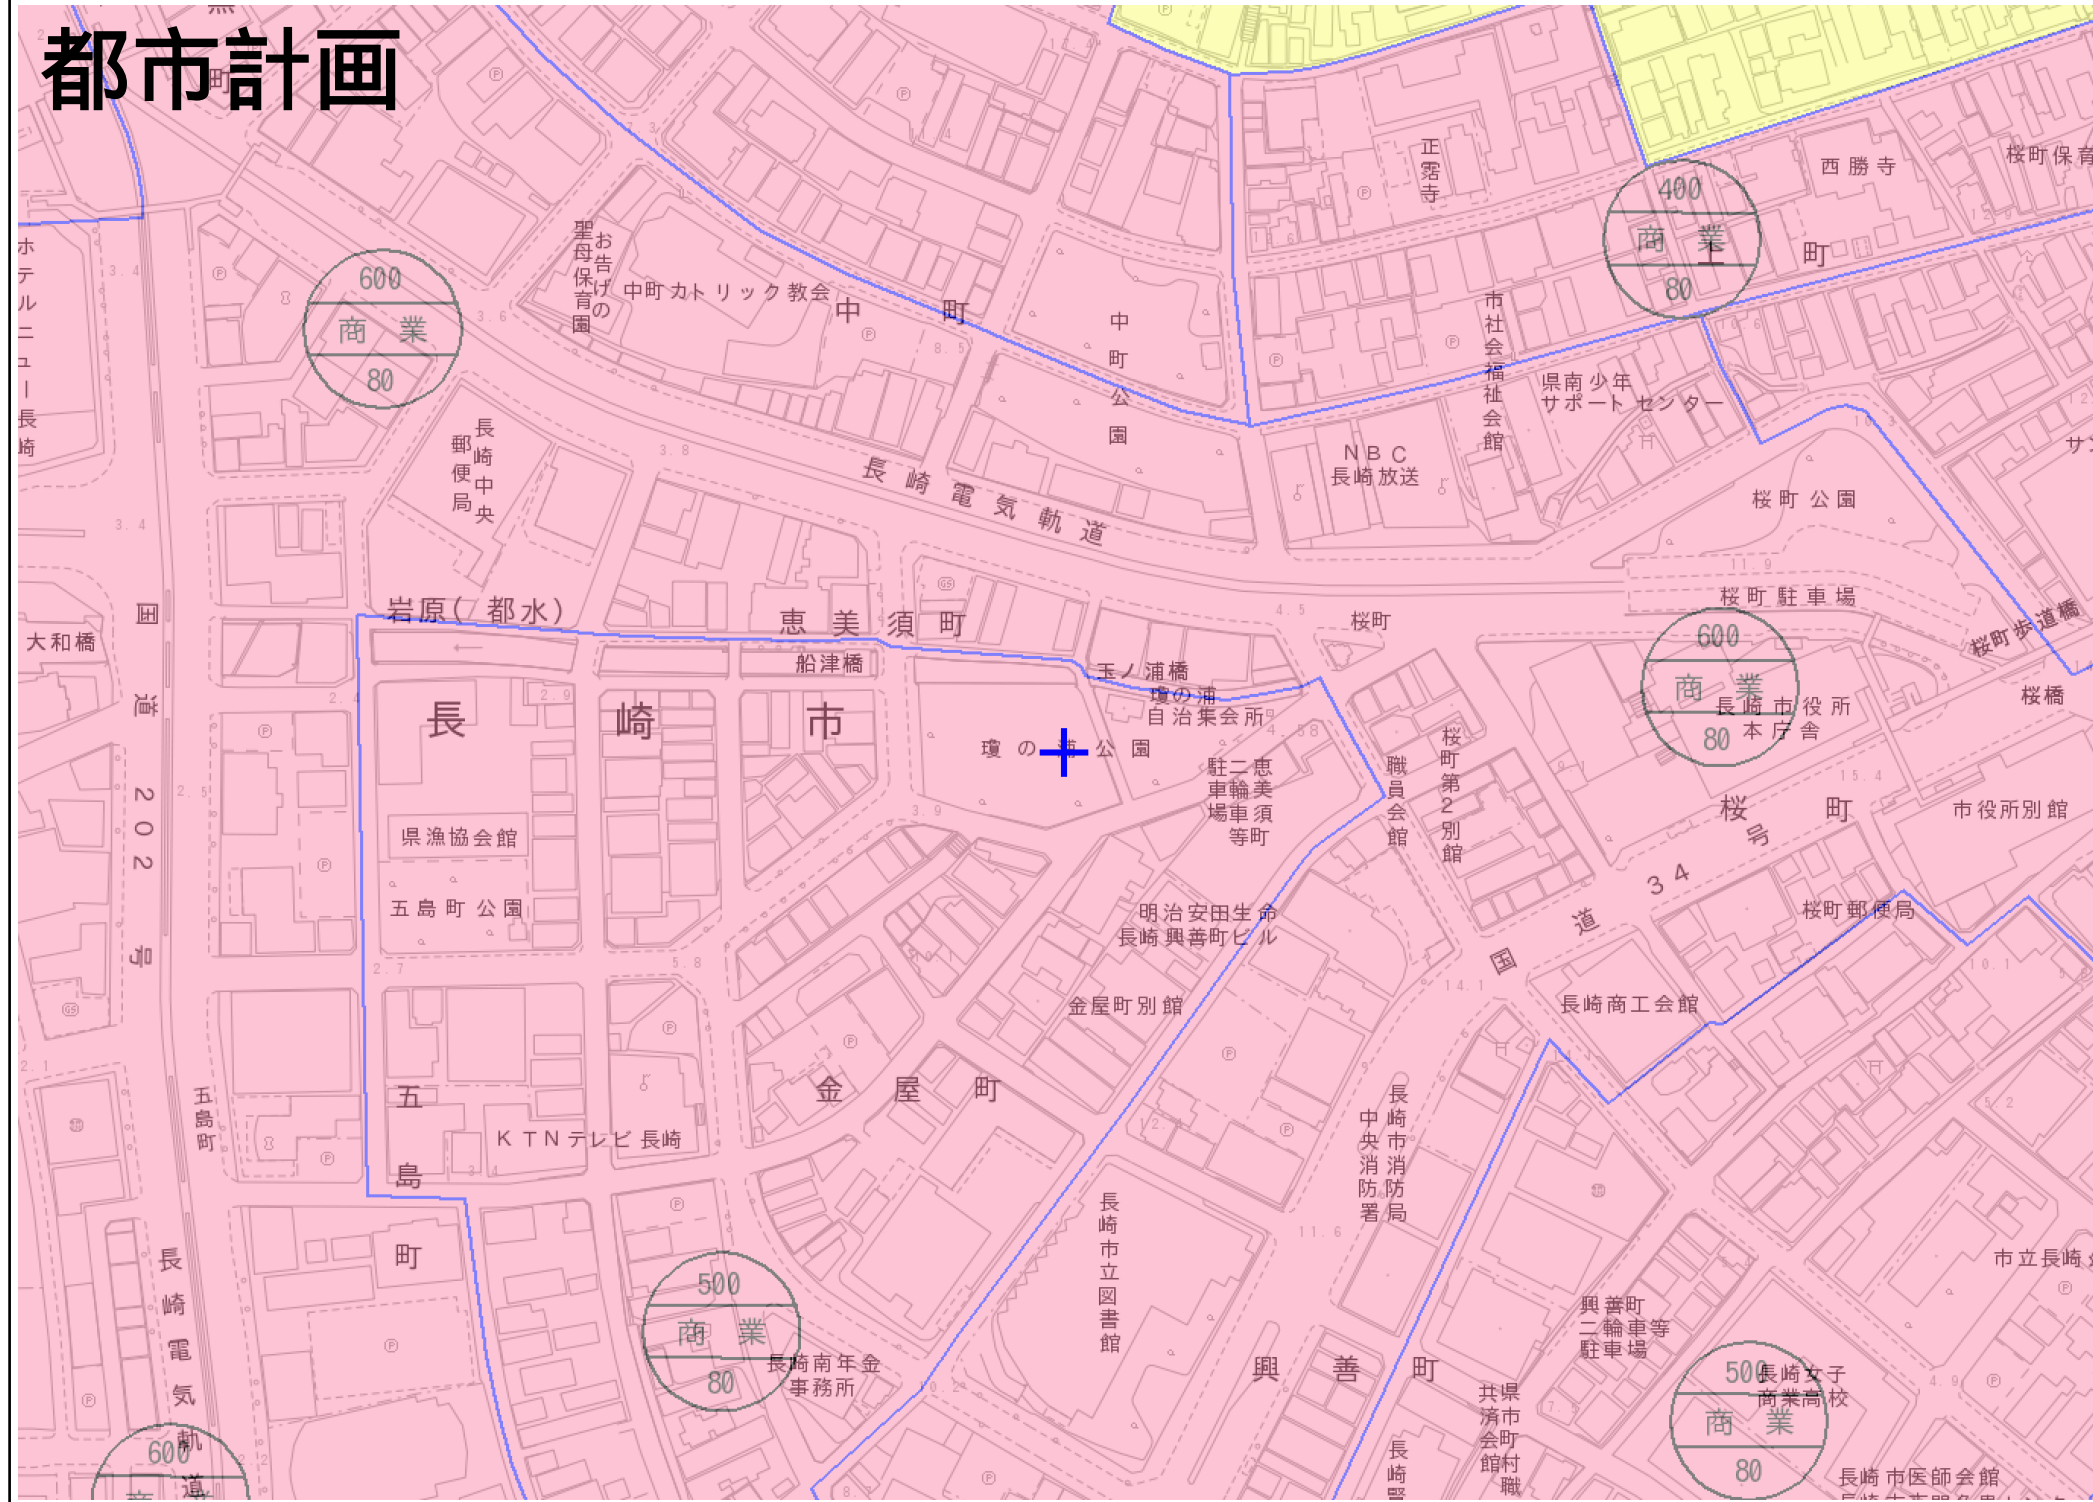 都市計画
町
正霑寺
西勝寺
桜町保育
400
商業
80
上町
ホテルニュー長崎
600
商業
80
お告げの
聖母保育園
中町カトリック教会
中町
中町公園
市社会福祉会館
県南少年
サポートセンター
長崎中央
郵便局
長崎電気軌道
NBC
長崎放送
桜町公園
サン
岩原(都水)
恵美須町
桜町
桜町駐車場
桜町歩道橋
大和橋
船津橋
玉ノ浦橋
瓊の浦
自治集会所
600
商業
80
長崎市役所
本庁舎
桜橋
国道202号
長崎市
瓊の浦公園
恵美須町
二輪車等
駐車場
職員会館
桜町第2別館
桜町
市役所別館
国道34号
県漁協会館
五島町公園
明治安田生命
長崎興善町ビル
桜町郵便局
金屋町別館
長崎商工会館
五島町
五島町
KTNテレビ長崎
金屋町
長崎市消防局
中央消防署
長崎市立図書館
市立長崎
長崎電気軌道
500
商業
80
長崎南年金
事務所
興善町
興善町
二輪車等
駐車場
500
商業
80
長崎女子
商業高校
県市町村職
共済会館
長崎腎
600
商業
長崎市医師会館